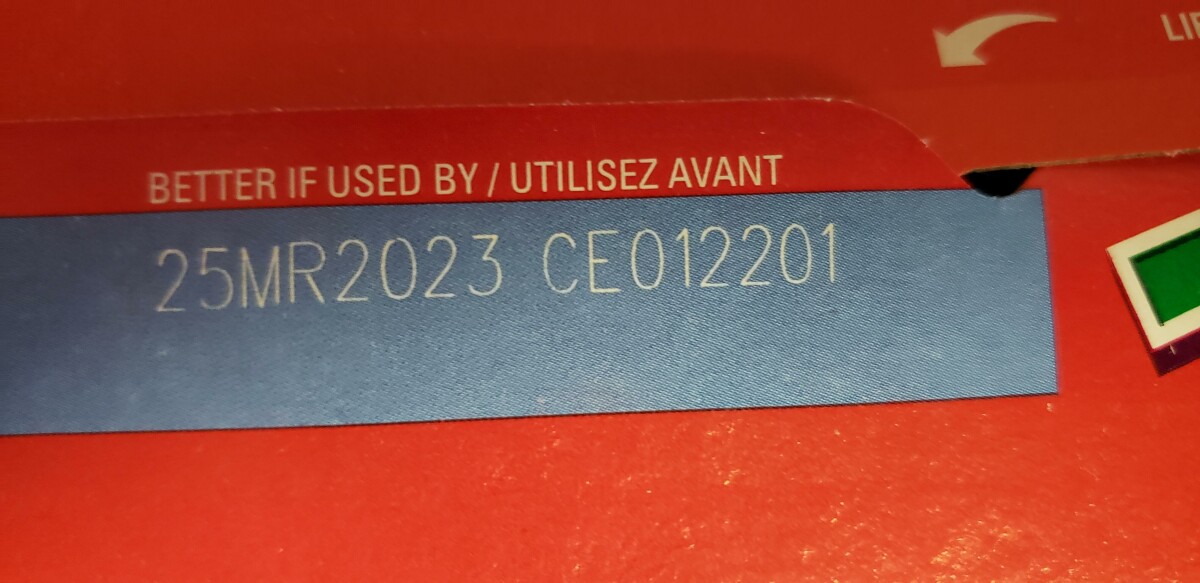 BETTER IF USED BY / UTILISEZ AVANT
25MR2023 CE012201